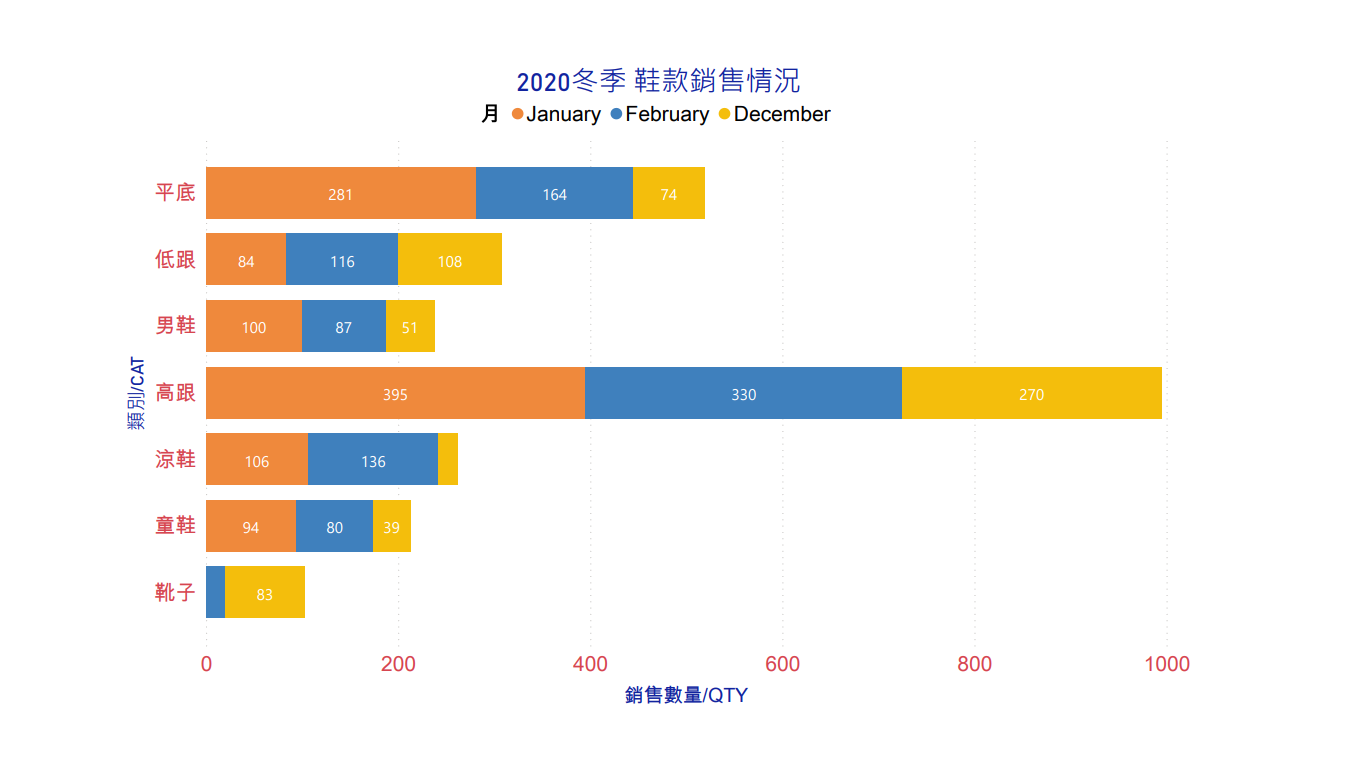 2020冬季 鞋款銷售情況
月 January February December
平底 281 164 74
低跟 84 116 108
男鞋 100 87 51
類別/CAT
高跟 395 330 270
涼鞋 106 136
童鞋 94 80 39
靴子 83
0 200 400 600 800 1000
銷售數量/QTY